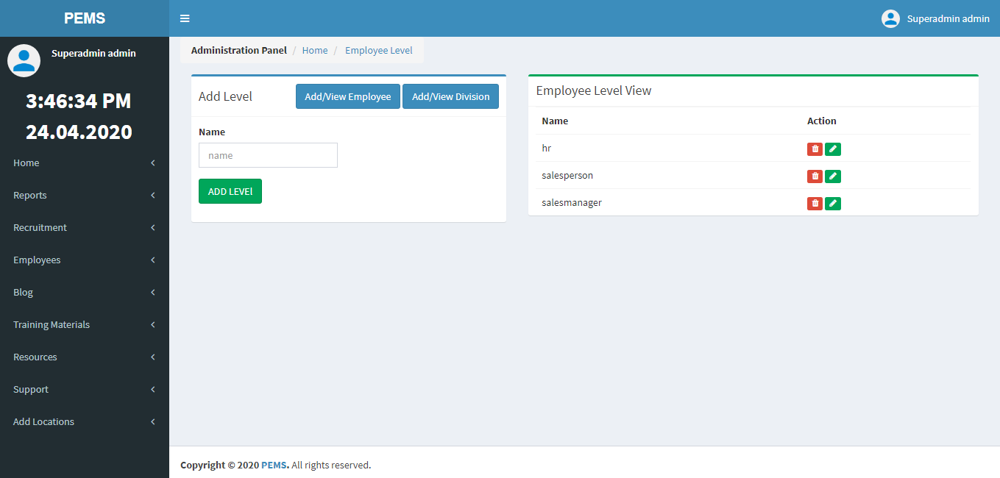 PEMS
Superadmin admin
Superadmin admin
3:46:34 PM
24.04.2020
Home
Reports
Recruitment
Employees
Blog
Training Materials
Resources
Support
Add Locations
Administration Panel / Home / Employee Level
Add Level
Add/View Employee
Add/View Division
Name
name
ADD LEVEl
Employee Level View
Name Action
hr
salesperson
salesmanager
Copyright © 2020 PEMS. All rights reserved.